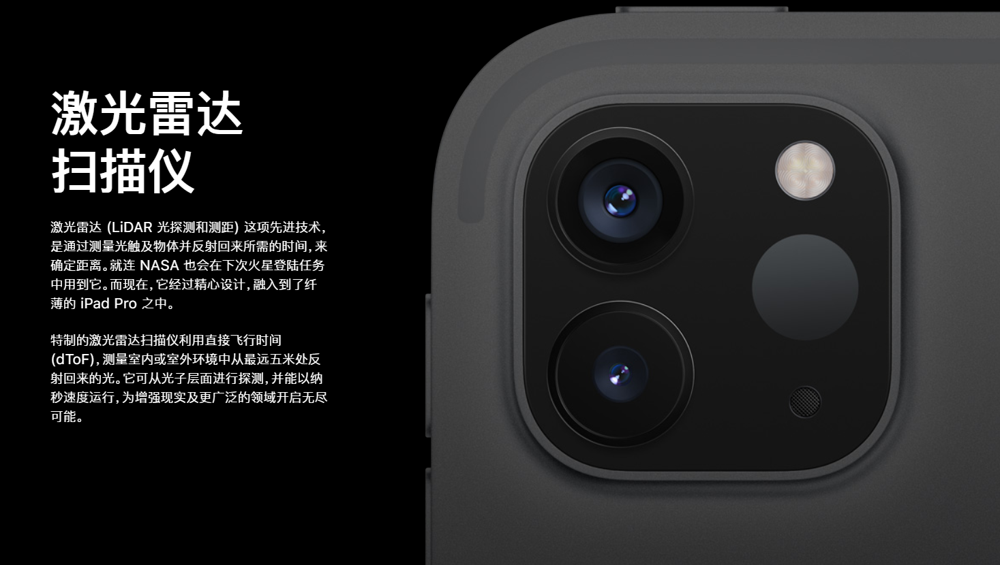 激光雷达
扫描仪
激光雷达 (LiDAR 光探测和测距) 这项先进技术,
是通过测量光触及物体并反射回来所需的时间, 来
确定距离。就连 NASA 也会在下次火星登陆任务
中用到它。而现在, 它经过精心设计, 融入到了纤
薄的 iPad Pro 之中。
特制的激光雷达扫描仪利用直接飞行时间
(dToF), 测量室内或室外环境中从最远五米处反
射回来的光。它可从光子层面进行探测, 并能以纳
秒速度运行, 为增强现实及更广泛的领域开启无尽
可能。